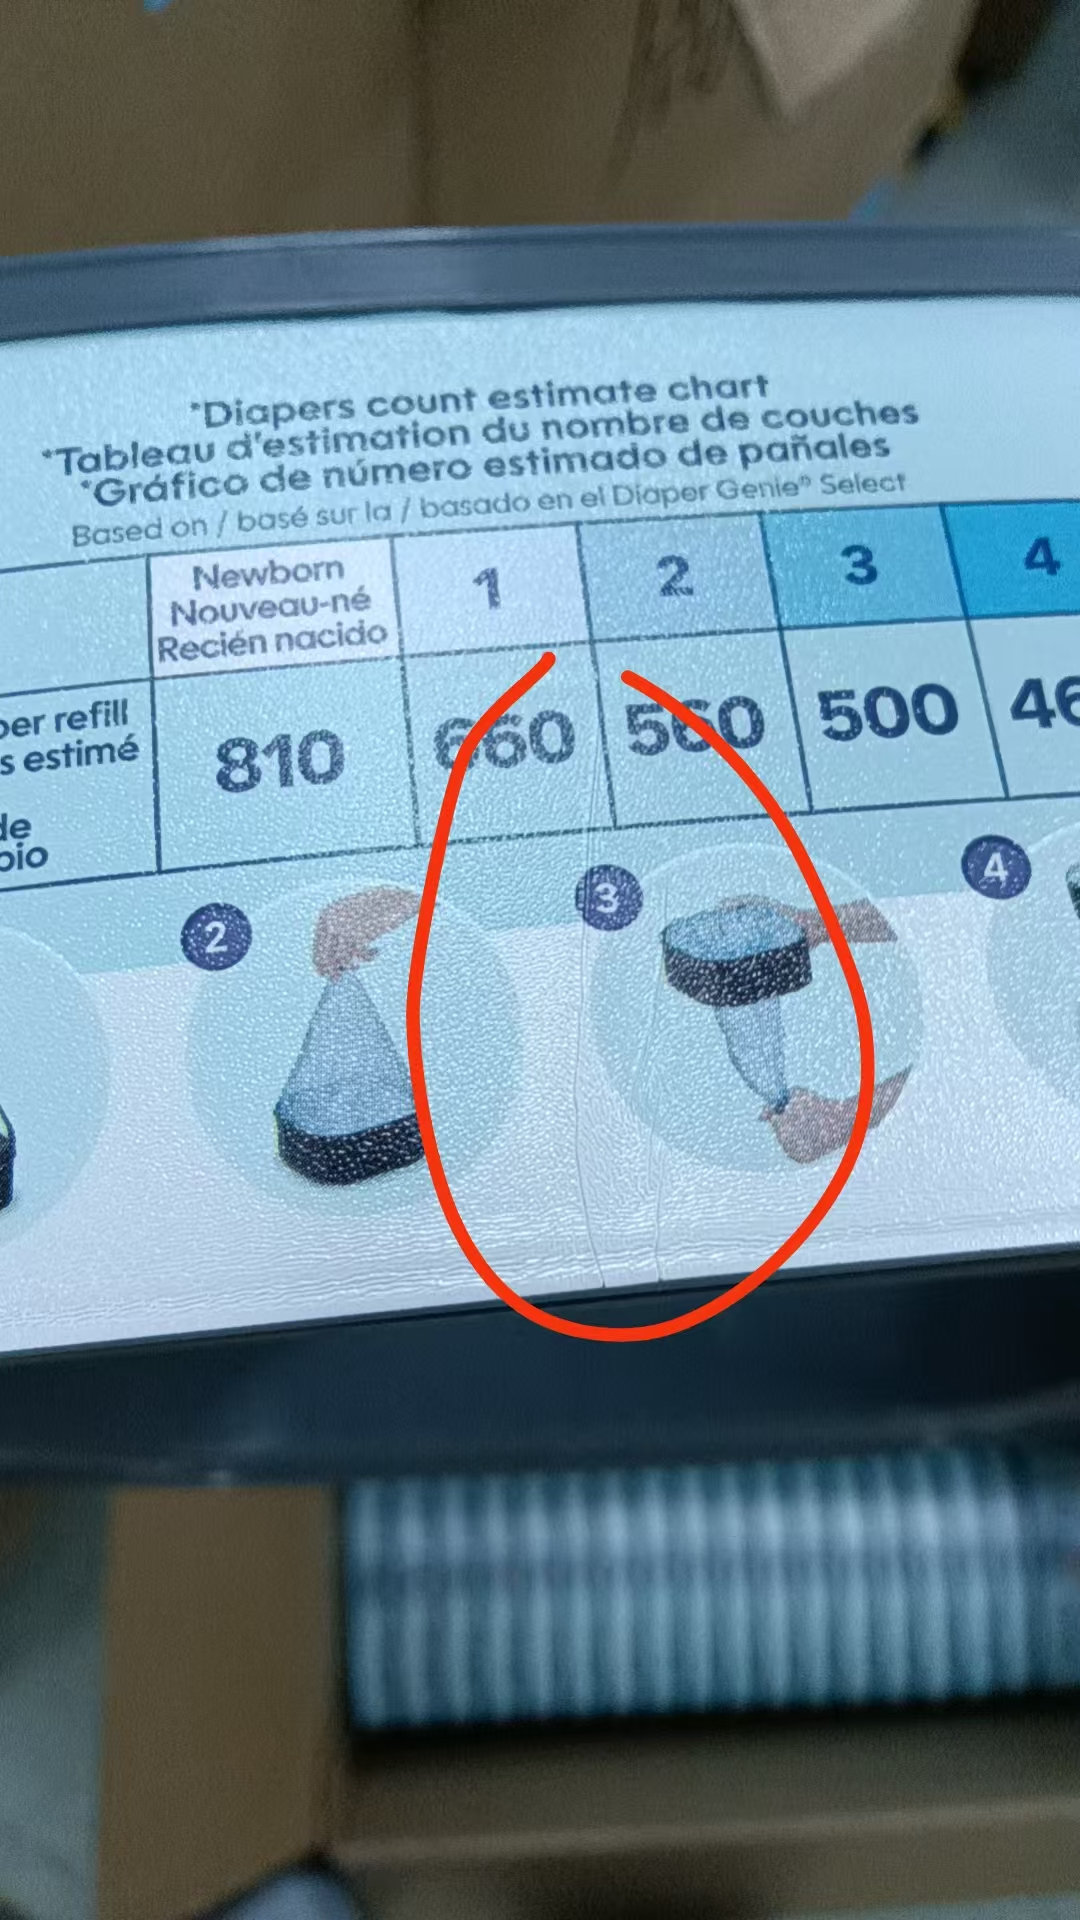 *Diapers count estimate chart
*Tableau d'estimation du nombre de couches
*Gráfico de número estimado de pañales
Based on / basé sur la / basado en el Diaper Genie® Select
Newborn
Nouveau-né
Recién nacido
1
2
3
4
per refill
s estimé
de
bio
810
660
560
500
46
2
3
4